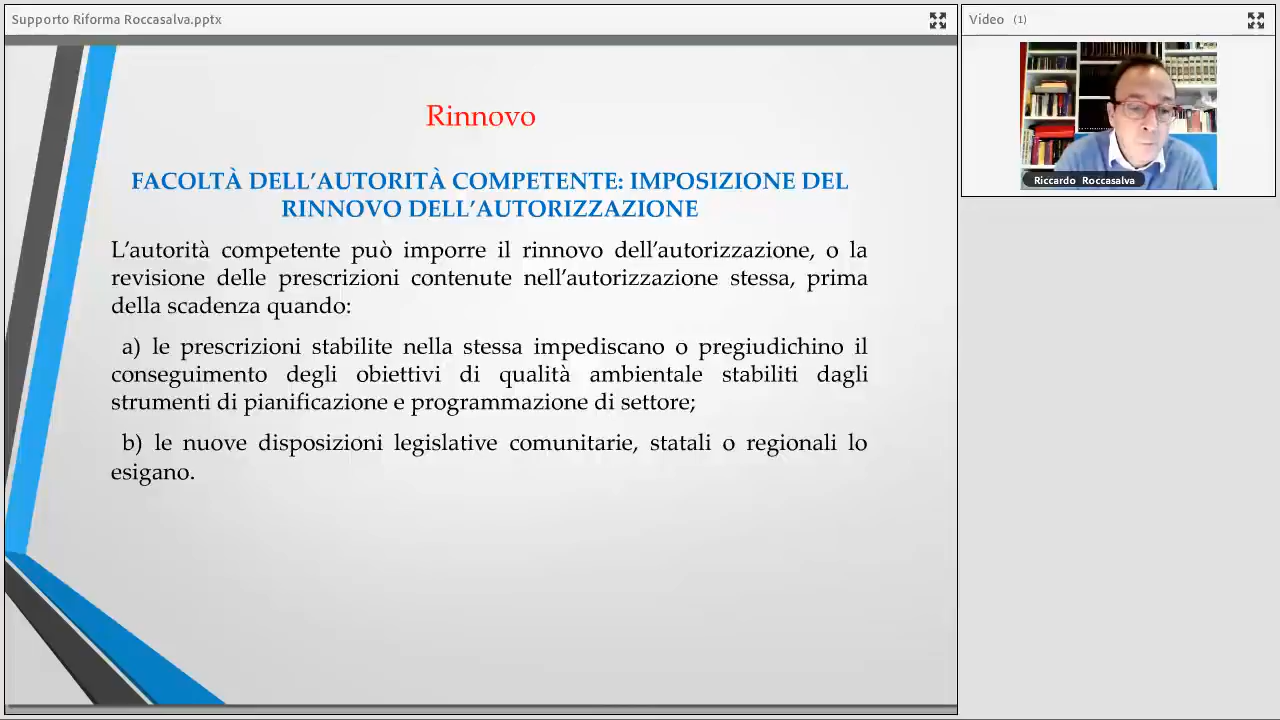 Supporto Riforma Roccasalva.pptx
Video (1)
Rinnovo
FACOLTÀ DELL’AUTORITÀ COMPETENTE: IMPOSIZIONE DEL
RINNOVO DELL’AUTORIZZAZIONE
L’autorità competente può imporre il rinnovo dell’autorizzazione, o la
revisione delle prescrizioni contenute nell’autorizzazione stessa, prima
della scadenza quando:
a) le prescrizioni stabilite nella stessa impediscano o pregiudichino il
conseguimento degli obiettivi di qualità ambientale stabiliti dagli
strumenti di pianificazione e programmazione di settore;
b) le nuove disposizioni legislative comunitarie, statali o regionali lo
esigano.
Riccardo Roccasalva